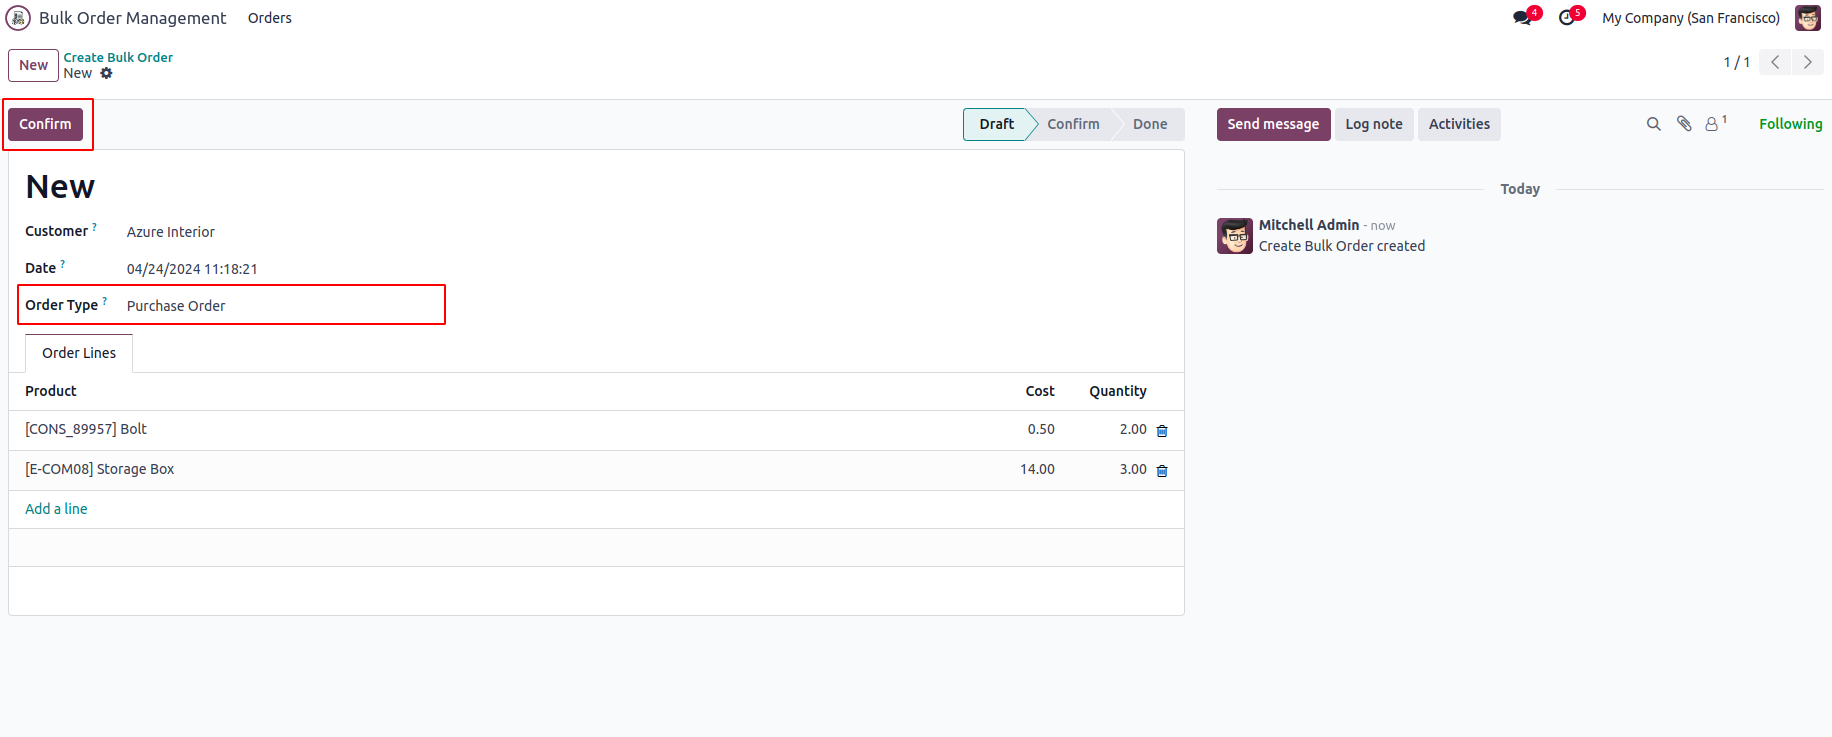 Bulk Order Management Orders 4 5 My Company (San Francisco)
New Create Bulk Order
New 1 / 1
Confirm Draft Confirm Done Send message Log note Activities 1 Following
New
Today
Customer ? Azure Interior
Mitchell Admin - now
Create Bulk Order created
Date ? 04/24/2024 11:18:21
Order Type ? Purchase Order
Order Lines
Product Cost Quantity
[CONS_89957] Bolt 0.50 2.00
[E-COM08] Storage Box 14.00 3.00
Add a line